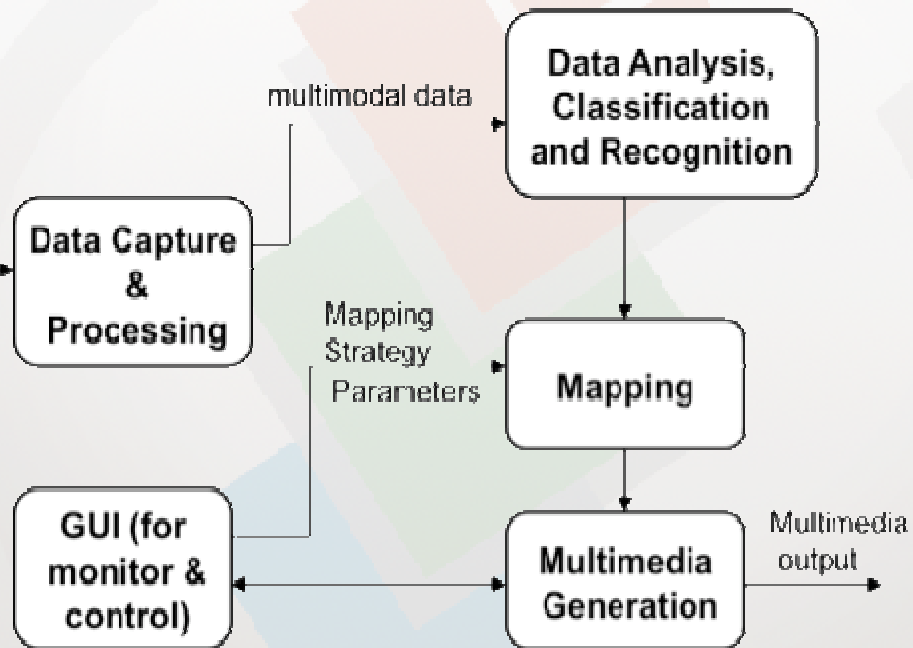 Data Analysis,
Classification
and Recognition
multimodal data
Data Capture
&
Processing
Mapping
Strategy
Parameters
Mapping
GUI (for
monitor &
control)
Multimedia
Generation
Multimedia
output